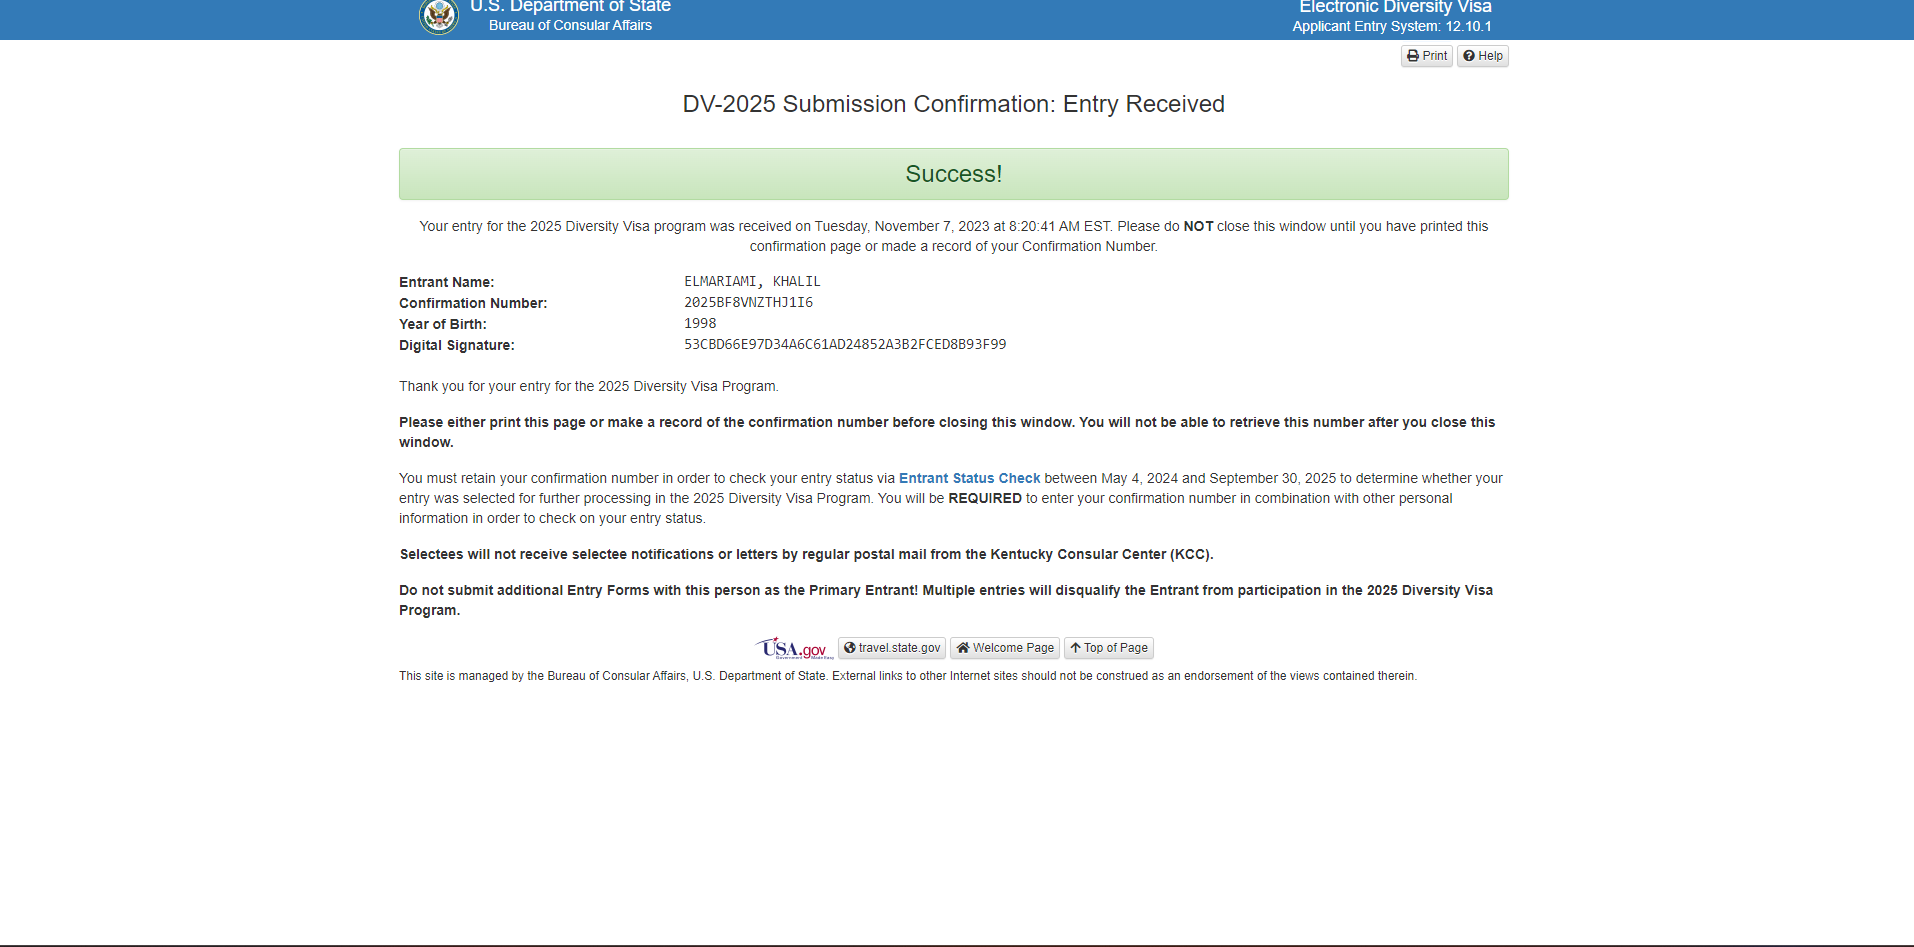 U.S. Department of State
Bureau of Consular Affairs
Electronic Diversity Visa
Applicant Entry System: 12.10.1
Print
Help
DV-2025 Submission Confirmation: Entry Received
Success!
Your entry for the 2025 Diversity Visa program was received on Tuesday, November 7, 2023 at 8:20:41 AM EST. Please do NOT close this window until you have printed this
confirmation page or made a record of your Confirmation Number.
Entrant Name: ELMARIAMI, KHALIL
Confirmation Number: 2025BF8VNZTHJ1I6
Year of Birth: 1998
Digital Signature: 53CBD66E97D34A6C61AD24852A3B2FCED8B93F99
Thank you for your entry for the 2025 Diversity Visa Program.
Please either print this page or make a record of the confirmation number before closing this window. You will not be able to retrieve this number after you close this
window.
You must retain your confirmation number in order to check your entry status via Entrant Status Check between May 4, 2024 and September 30, 2025 to determine whether your
entry was selected for further processing in the 2025 Diversity Visa Program. You will be REQUIRED to enter your confirmation number in combination with other personal
information in order to check on your entry status.
Selectees will not receive selectee notifications or letters by regular postal mail from the Kentucky Consular Center (KCC).
Do not submit additional Entry Forms with this person as the Primary Entrant! Multiple entries will disqualify the Entrant from participation in the 2025 Diversity Visa
Program.
USA.gov
Government Made Easy
travel.state.gov
Welcome Page
Top of Page
This site is managed by the Bureau of Consular Affairs, U.S. Department of State. External links to other Internet sites should not be construed as an endorsement of the views contained therein.